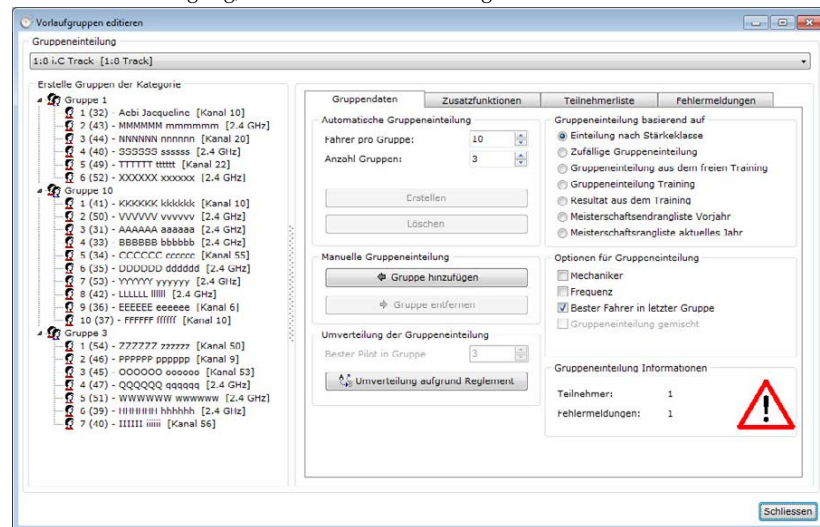 Vorlaufgruppen editieren
Gruppeneinteilung
1:8 i.C Track [1:8 Track]
Erstelle Gruppen der Kategorie
Gruppe 1
1 (32) - Aebi Jacqueline [Kanal 10]
2 (43) - MMMMMM mmmmmm [2.4 GHz]
3 (44) - NNNNNN nnnnnn [Kanal 20]
4 (48) - SSSSSS ssssss [2.4 GHz]
5 (49) - TTTTTT tttttt [Kanal 22]
6 (52) - XXXXXX xxxxxx [2.4 GHz]
Gruppe 10
1 (41) - KKKKKK kkkkkk [Kanal 10]
2 (50) - VVVVVV vvvvvv [2.4 GHz]
3 (31) - AAAAAA aaaaaa [2.4 GHz]
4 (33) - BBBBBB bbbbbb [2.4 GHz]
5 (34) - CCCCCC cccccc [Kanal 55]
6 (35) - DDDDDD dddddd [2.4 GHz]
7 (53) - YYYYYY yyyyyy [2.4 GHz]
8 (42) - LLLLLL llllll [2.4 GHz]
9 (36) - EEEEEE eeeeee [Kanal 6]
10 (37) - FFFFFF ffffff [Kanal 10]
Gruppe 3
1 (54) - ZZZZZZ zzzzzz [Kanal 50]
2 (46) - PPPPPP pppppp [Kanal 9]
3 (45) - OOOOOO oooooo [Kanal 53]
4 (47) - QQQQQQ qqqqqq [2.4 GHz]
5 (51) - WWWWWW wwwwww [2.4 GHz]
6 (39) - HHHHHH hhhhhh [2.4 GHz]
7 (40) - IIIIII iiiiii [Kanal 56]
Gruppendaten
Zusatzfunktionen
Teilnehmerliste
Fehlermeldungen
Automatische Gruppeneinteilung
Fahrer pro Gruppe: 10
Anzahl Gruppen: 3
Erstellen
Löschen
Manuelle Gruppeneinteilung
Gruppe hinzufügen
Gruppe entfernen
Umverteilung der Gruppeneinteilung
Bester Pilot in Gruppe 3
Umverteilung aufgrund Reglement
Gruppeneinteilung basierend auf
Einteilung nach Stärkeklasse
Zufällige Gruppeneinteilung
Gruppeneinteilung aus dem freien Training
Gruppeneinteilung Training
Resultat aus dem Training
Meisterschaftsendrangliste Vorjahr
Meisterschaftsrangliste aktuelles Jahr
Optionen für Gruppeneinteilung
Mechaniker
Frequenz
Bester Fahrer in letzter Gruppe
Gruppeneinteilung gemischt
Gruppeneinteilung Informationen
Teilnehmer: 1
Fehlermeldungen: 1
Schliessen